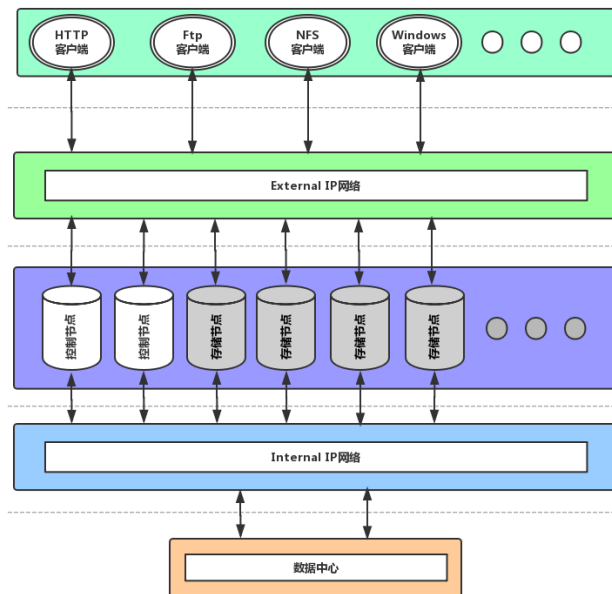 HTTP
客户端
Ftp
客户端
NFS
客户端
Windows
客户端
External IP网络
控制节点
控制节点
存储节点
存储节点
存储节点
存储节点
Internal IP网络
数据中心